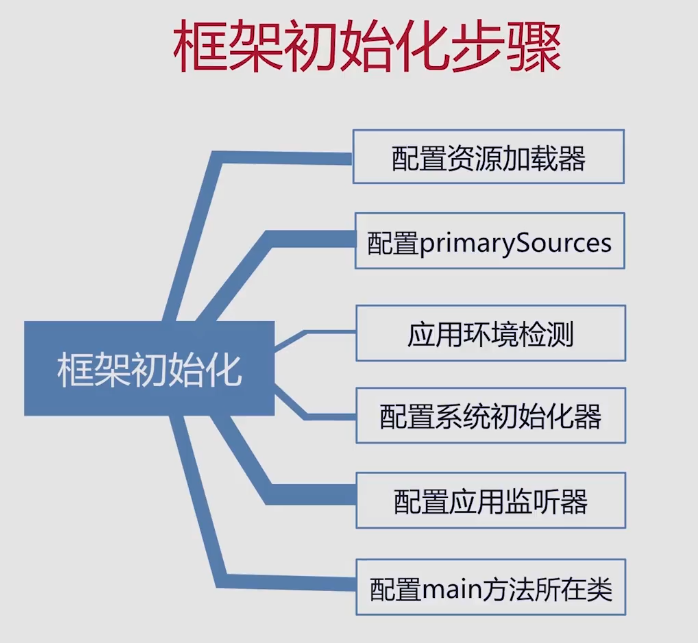 框架初始化步骤
配置资源加载器
配置primarySources
应用环境检测
框架初始化
配置系统初始化器
配置应用监听器
配置main方法所在类